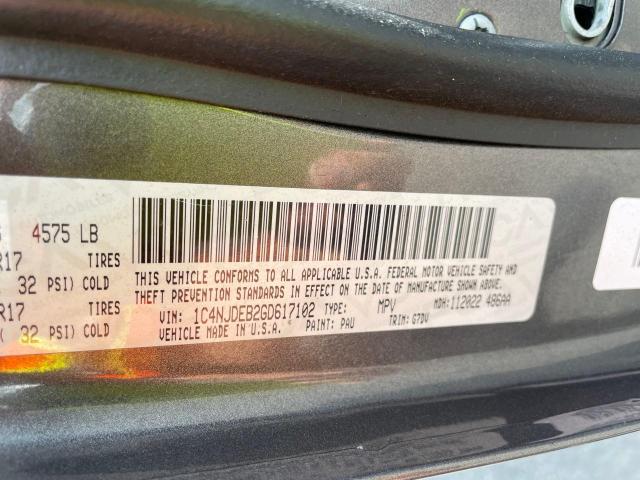 4575 LB
R17 TIRES
32 PSI) COLD
R17 TIRES
( 32 PSI) COLD
THIS VEHICLE CONFORMS TO ALL APPLICABLE U.S.A. FEDERAL MOTOR VEHICLE SAFETY AND
THEFT PREVENTION STANDARDS IN EFFECT ON THE DATE OF MANUFACTURE SHOWN ABOVE.
VIN: 1C4NJDEB2GD617102 TYPE: MPV MDH: 112022 486AA
VEHICLE MADE IN U.S.A. PAINT: PAU TRIM: G7DV